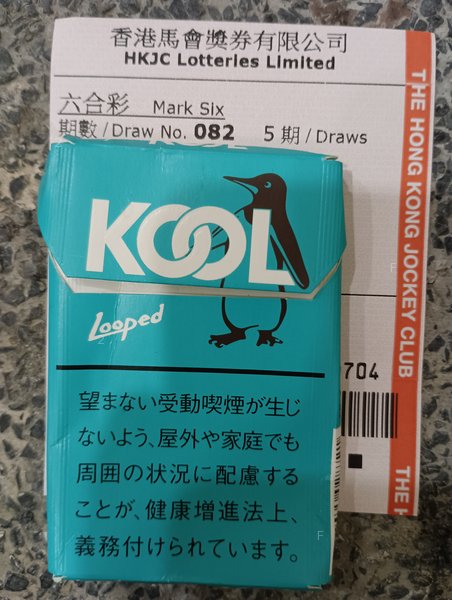 香港馬會獎券有限公司
HKJC Lotteries Limited
六合彩 Mark Six
期數 / Draw No. 082 5 期 / Draws
THE HONG KONG JOCKEY CLUB
KOOL
Looped
704
望まない受動喫煙が生じ
ないよう、屋外や家庭でも
周囲の状況に配慮する
ことが、健康増進法上、
義務付けられています。
F
F
THE H